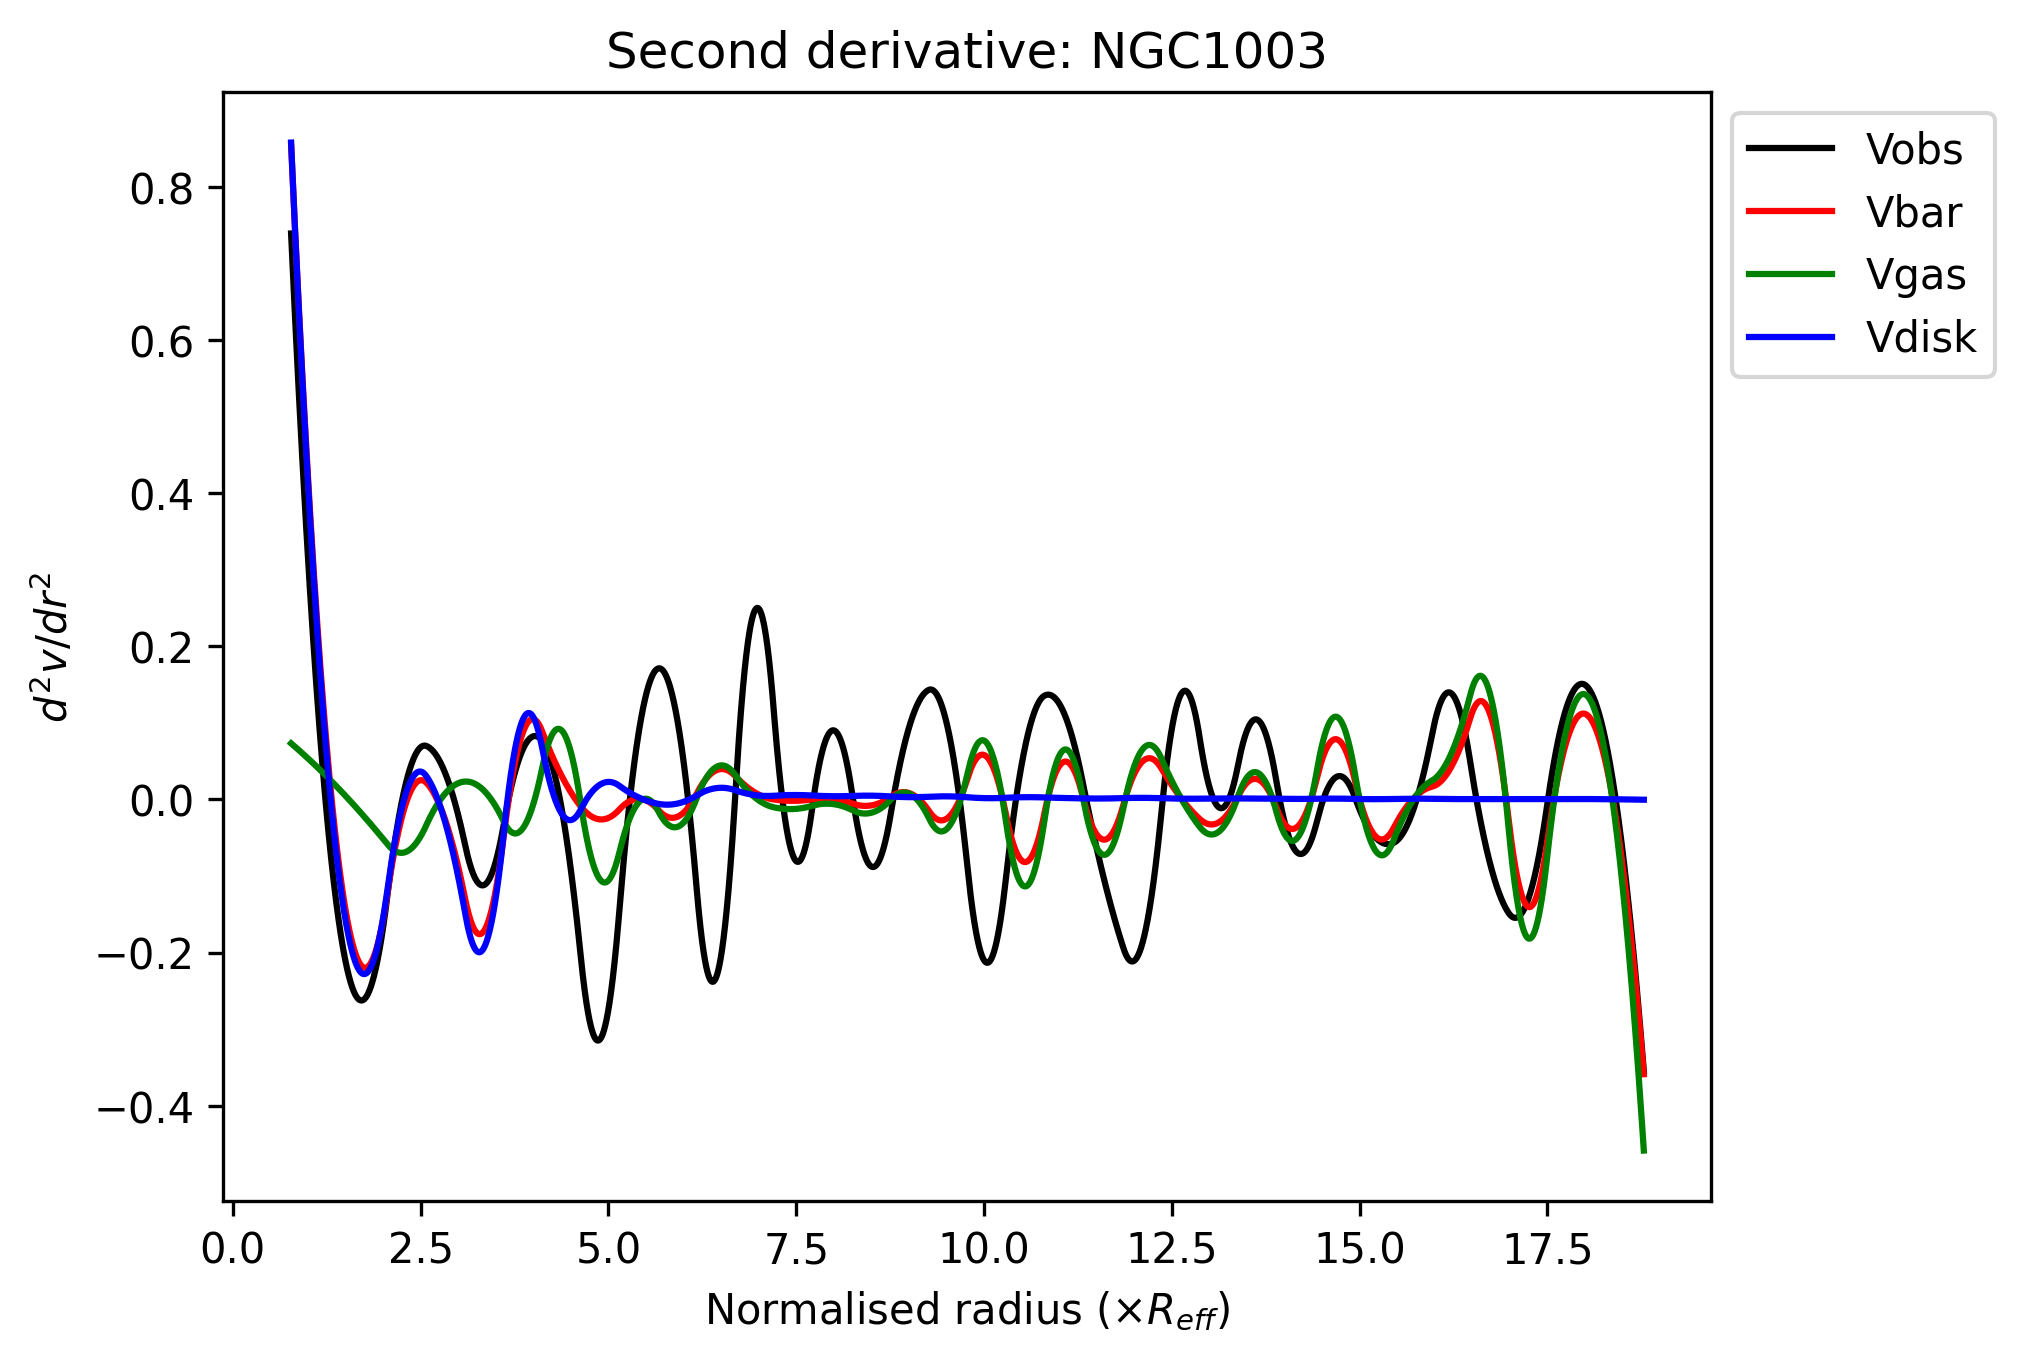 Second derivative: NGC1003
Vobs
Vbar
Vgas
Vdisk
0.8
0.6
0.4
0.2
0.0
−0.2
−0.4
d²v/dr²
0.0 2.5 5.0 7.5 10.0 12.5 15.0 17.5
Normalised radius (×R_eff)